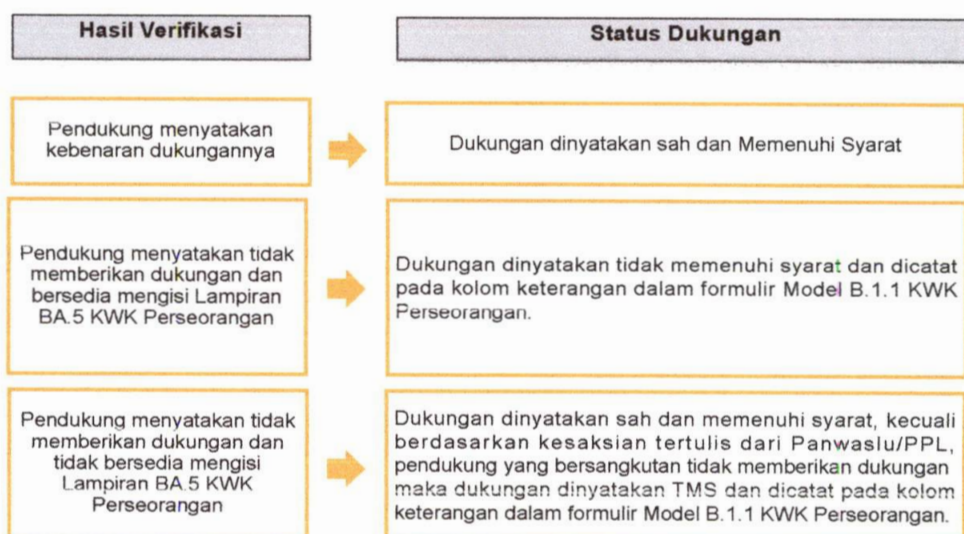 Hasil Verifikasi
Status Dukungan
Pendukung menyatakan
kebenaran dukungannya
Dukungan dinyatakan sah dan Memenuhi Syarat
Pendukung menyatakan tidak
memberikan dukungan dan
bersedia mengisi Lampiran
BA.5 KWK Perseorangan
Dukungan dinyatakan tidak memenuhi syarat dan dicatat
pada kolom keterangan dalam formulir Model B.1.1 KWK
Perseorangan.
Pendukung menyatakan tidak
memberikan dukungan dan
tidak bersedia mengisi
Lampiran BA.5 KWK
Perseorangan
Dukungan dinyatakan sah dan memenuhi syarat, kecuali
berdasarkan kesaksian tertulis dari Panwaslu/PPL,
pendukung yang bersangkutan tidak memberikan dukungan
maka dukungan dinyatakan TMS dan dicatat pada kolom
keterangan dalam formulir Model B.1.1 KWK Perseorangan.